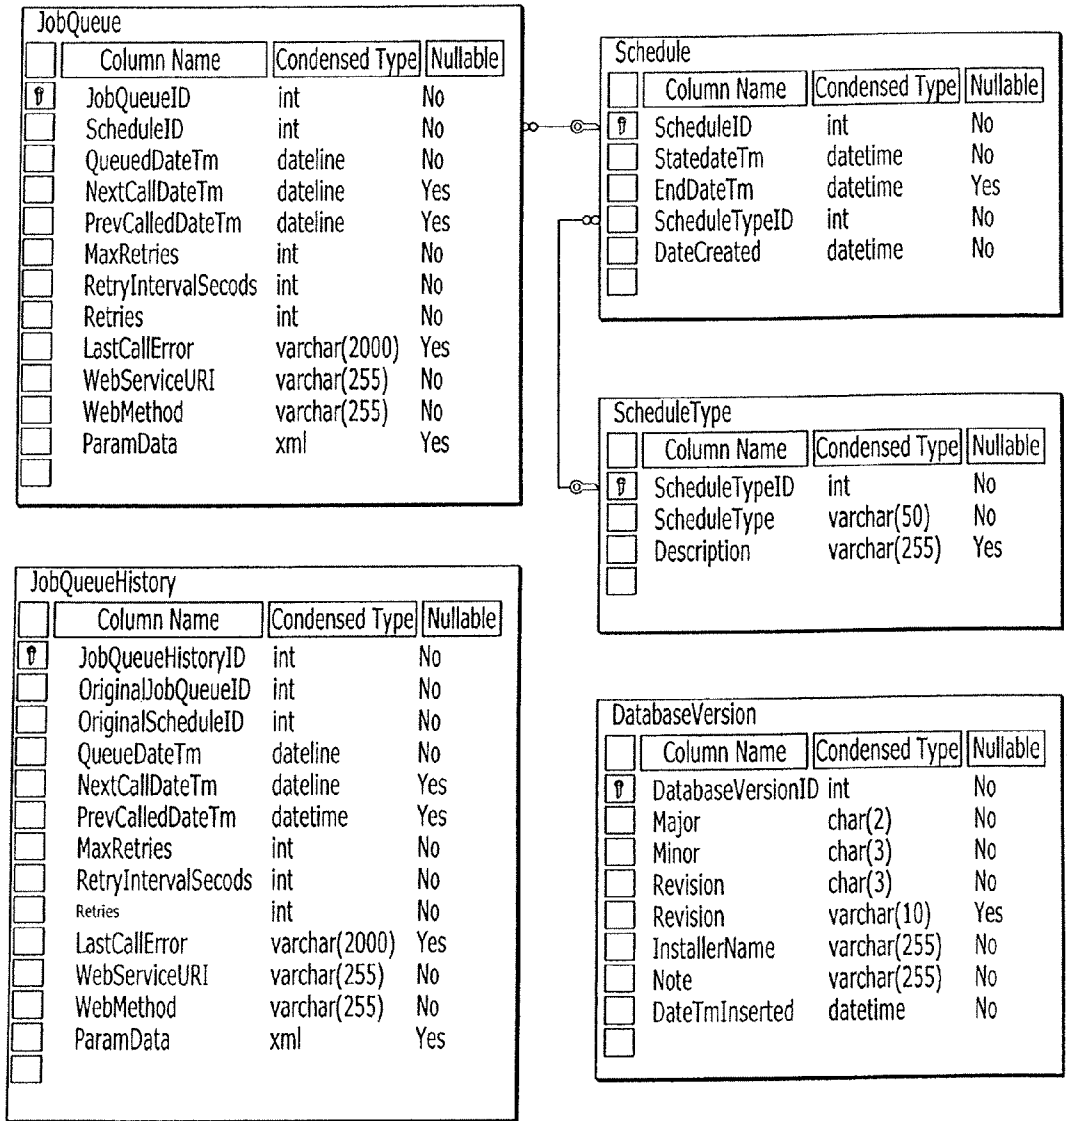 JobQueue
Column Name Condensed Type Nullable
JobQueueID int No
ScheduleID int No
QueuedDateTm dateline No
NextCallDateTm dateline Yes
PrevCalledDateTm dateline Yes
MaxRetries int No
RetryIntervalSecods int No
Retries int No
LastCallError varchar(2000) Yes
WebServiceURI varchar(255) No
WebMethod varchar(255) No
ParamData xml Yes
Schedule
Column Name Condensed Type Nullable
ScheduleID int No
StatedateTm datetime No
EndDateTm datetime Yes
ScheduleTypeID int No
DateCreated datetime No
ScheduleType
Column Name Condensed Type Nullable
ScheduleTypeID int No
ScheduleType varchar(50) No
Description varchar(255) Yes
JobQueueHistory
Column Name Condensed Type Nullable
JobQueueHistoryID int No
OriginalJobQueueID int No
OriginalScheduleID int No
QueueDateTm dateline No
NextCallDateTm dateline Yes
PrevCalledDateTm datetime Yes
MaxRetries int No
RetryIntervalSecods int No
Retries int No
LastCallError varchar(2000) Yes
WebServiceURI varchar(255) No
WebMethod varchar(255) No
ParamData xml Yes
DatabaseVersion
Column Name Condensed Type Nullable
DatabaseVersionID int No
Major char(2) No
Minor char(3) No
Revision char(3) No
Revision varchar(10) Yes
InstallerName varchar(255) No
Note varchar(255) No
DateTmInserted datetime No